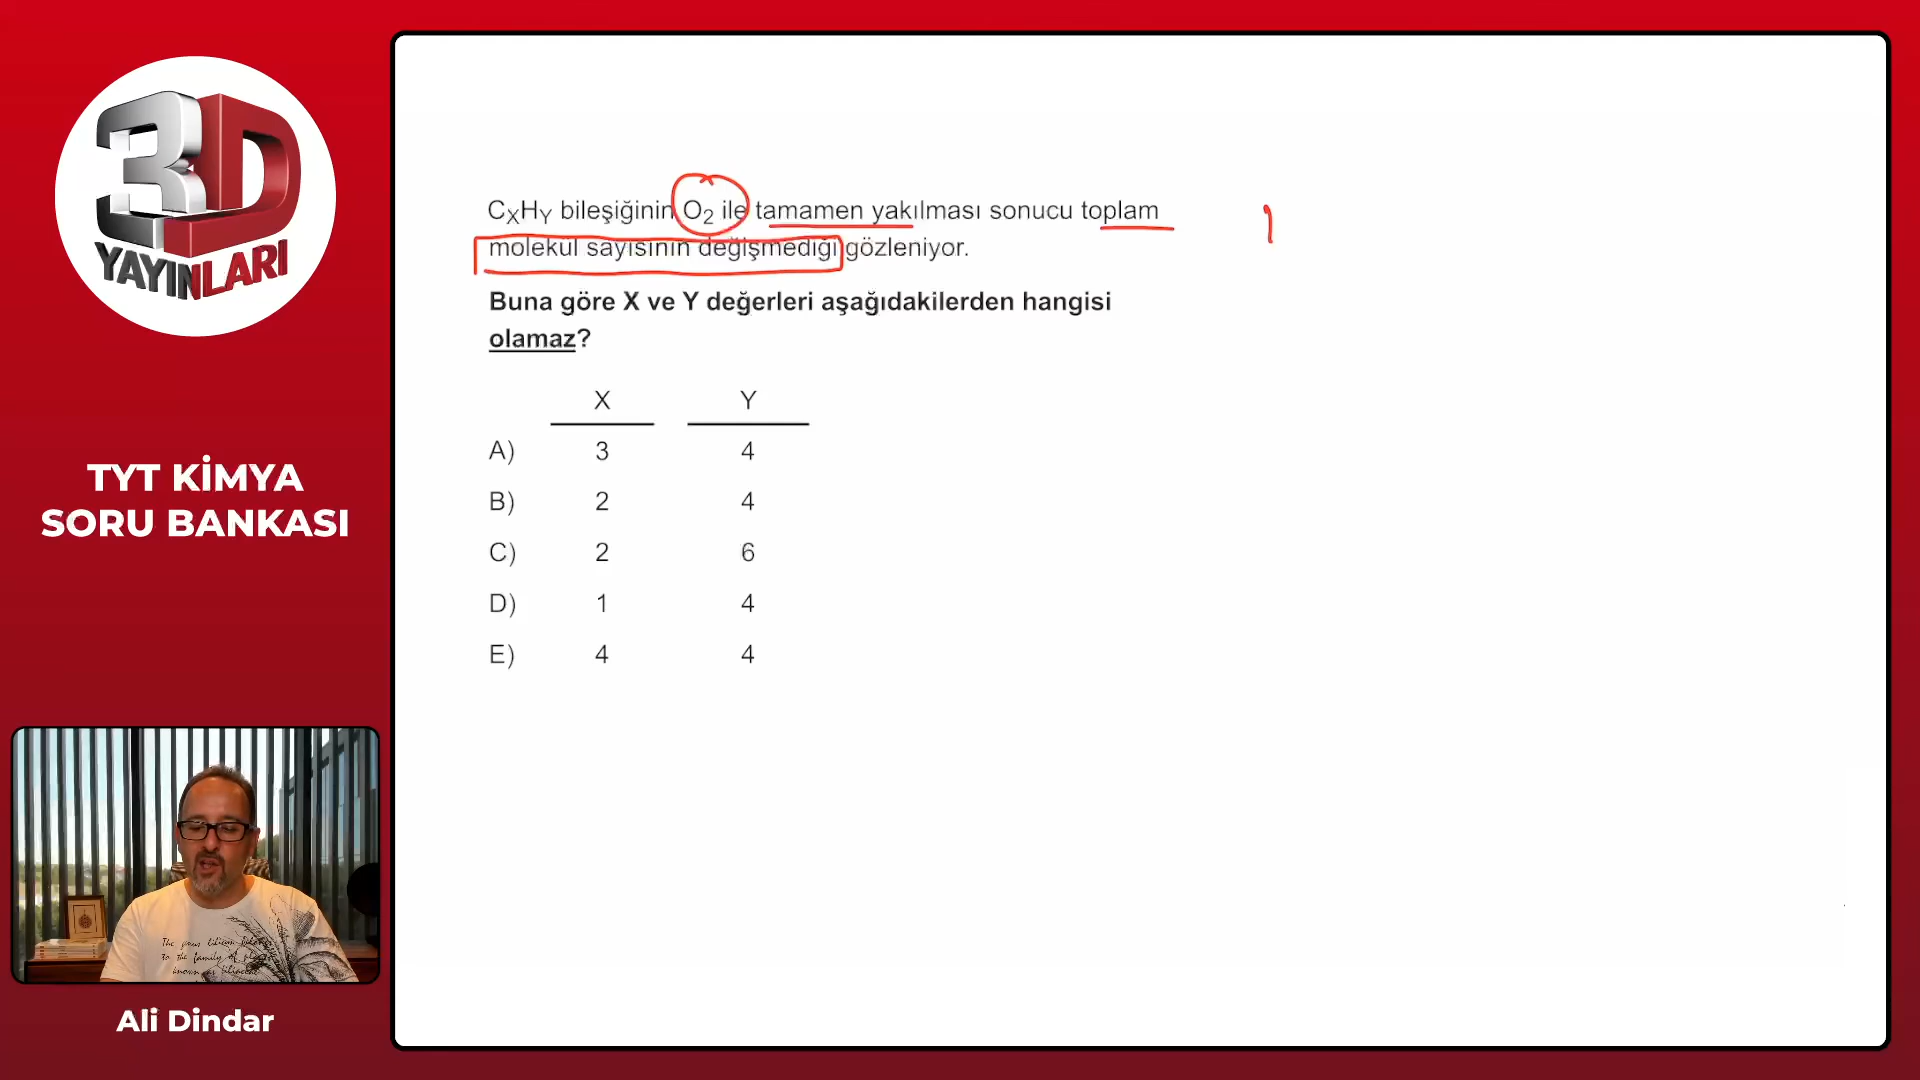 3D
YAYINLARI
TYT KİMYA
SORU BANKASI
Ali Dindar
CXHY bileşiğinin O2 ile tamamen yakılması sonucu toplam
molekül sayısının değişmediği gözleniyor.
Buna göre X ve Y değerleri aşağıdakilerden hangisi
olamaz?
X Y
A) 3 4
B) 2 4
C) 2 6
D) 1 4
E) 4 4
1